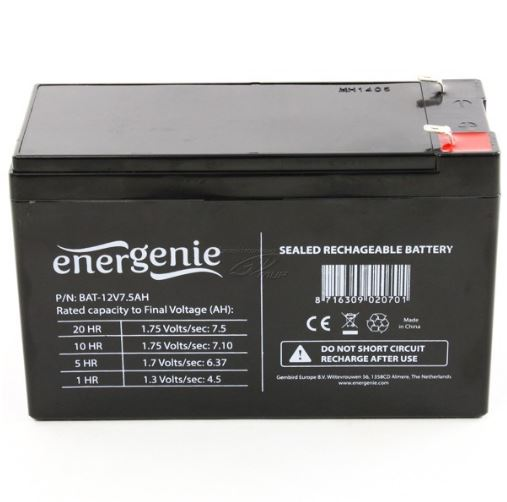 MH1406
energenie
P/N: BAT-12V7.5AH
Rated capacity to Final Voltage (AH):
20 HR 1.75 Volts/sec: 7.5
10 HR 1.75 Volts/sec: 7.10
5 HR 1.7 Volts/sec: 6.37
1 HR 1.3 Volts/sec: 4.5
SEALED RECHARGEABLE BATTERY
8 716309 020701
CE
Made
in China
DO NOT SHORT CIRCUIT
RECHARGE AFTER USE
Gembird Europe B.V. Wittevrouwen 56, 1358CD Almere, The Netherlands
www.energenie.com